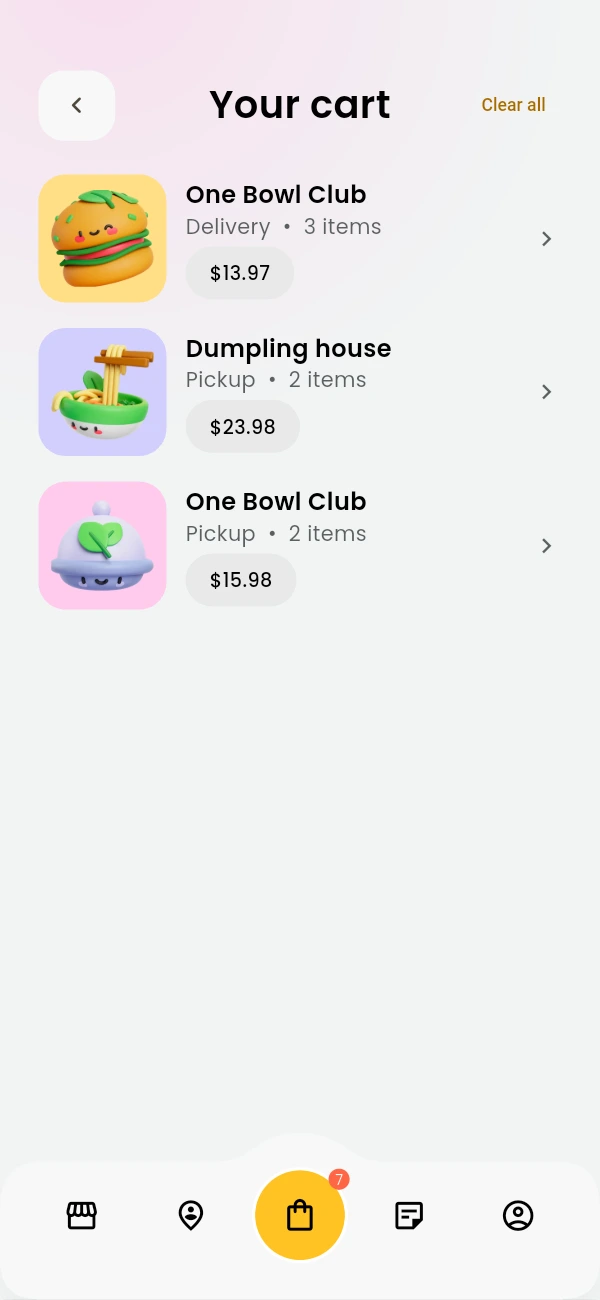 Your cart
Clear all
One Bowl Club
Delivery • 3 items
$13.97
Dumpling house
Pickup • 2 items
$23.98
One Bowl Club
Pickup • 2 items
$15.98
7